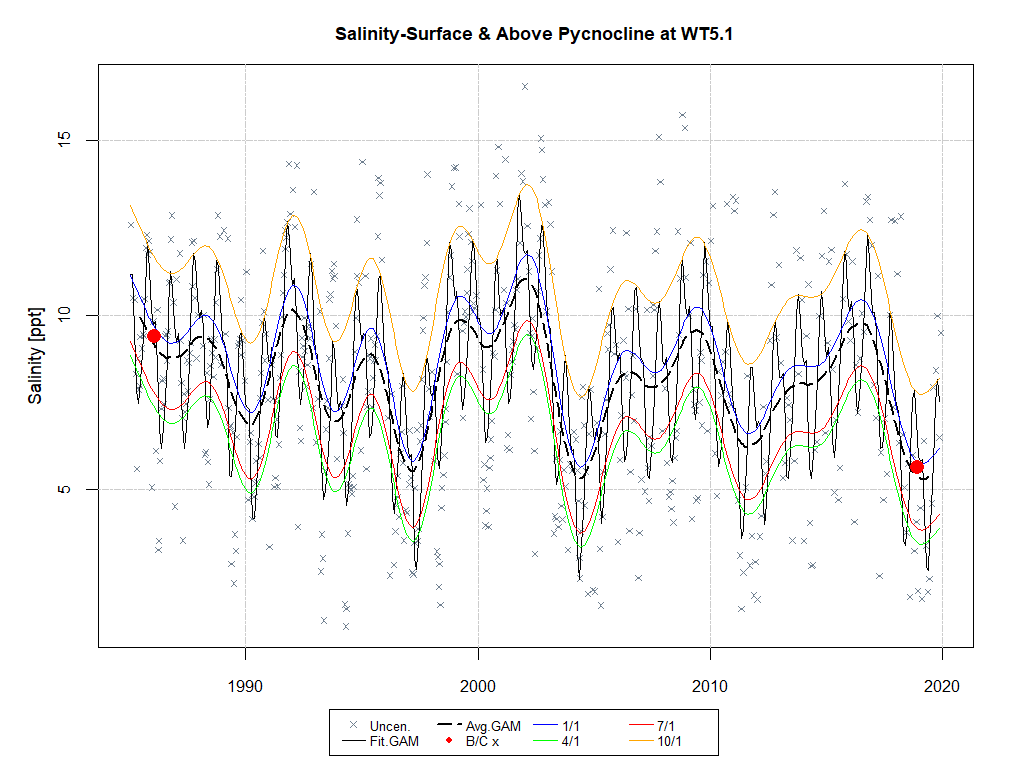 Salinity-Surface & Above Pycnocline at WT5.1
Salinity [ppt]
15
10
5
1990 2000 2010 2020
Uncen. Avg.GAM 1/1 7/1
Fit.GAM B/C x 4/1 10/1